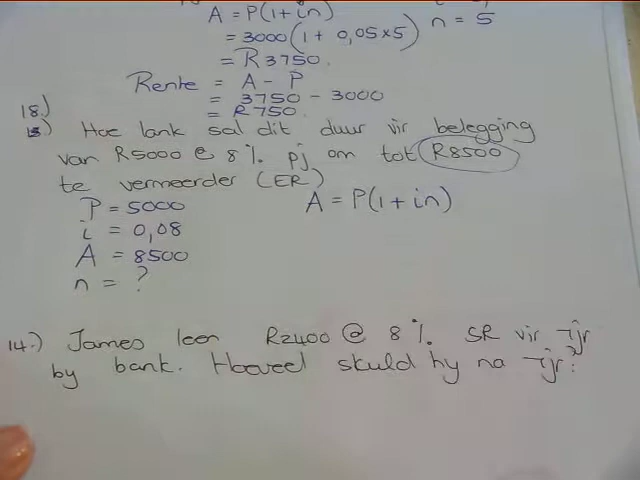 A = P(1 + in)
= 3000(1 + 0,05x5) n = 5
= R3750.
Rente = A - P
= 3750 - 3000
= R750.
18.)
13) Hoe lank sal dit duur vir belegging
van R5000 @ 8%. pj om tot R8500
te vermeerder (ER)
P = 5000 A = P(1 + in)
i = 0,08
A = 8500
n = ?
14.) James leen R2400 @ 8%. SR vir 7jr
by bank. Hoeveel skuld hy na 7jr?